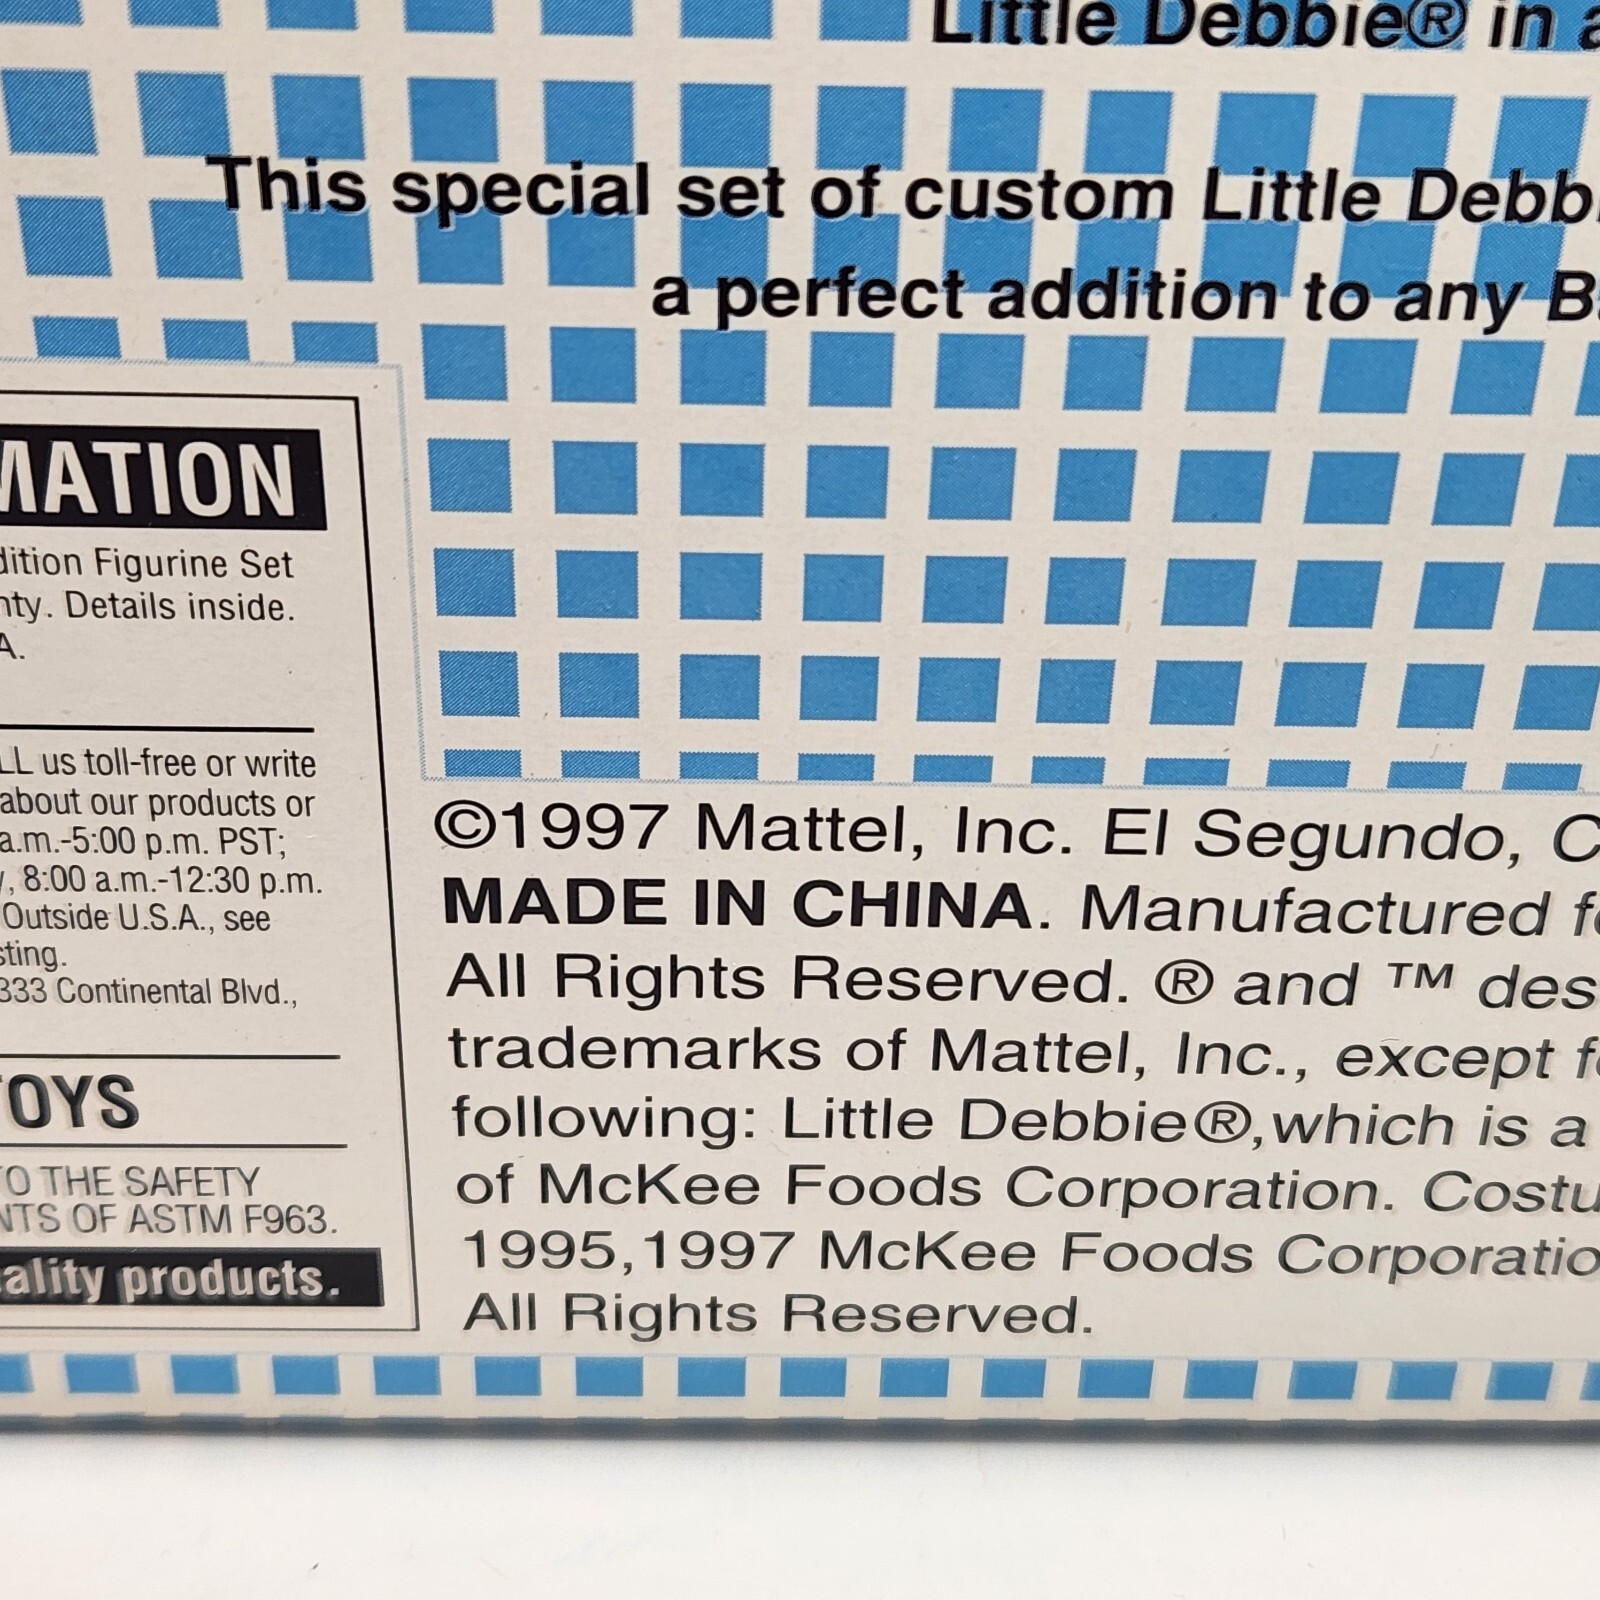 Little Debbie® in a
This special set of custom Little Debbi
a perfect addition to any B
MATION
dition Figurine Set
nty. Details inside.
A.
LL us toll-free or write
about our products or
a.m.-5:00 p.m. PST;
y, 8:00 a.m.-12:30 p.m.
Outside U.S.A., see
sting.
333 Continental Blvd.,
TOYS
TO THE SAFETY
NTS OF ASTM F963.
ality products.
©1997 Mattel, Inc. El Segundo, C
MADE IN CHINA. Manufactured fo
All Rights Reserved. ® and ™ des
trademarks of Mattel, Inc., except fo
following: Little Debbie®,which is a
of McKee Foods Corporation. Costu
1995,1997 McKee Foods Corporatio
All Rights Reserved.